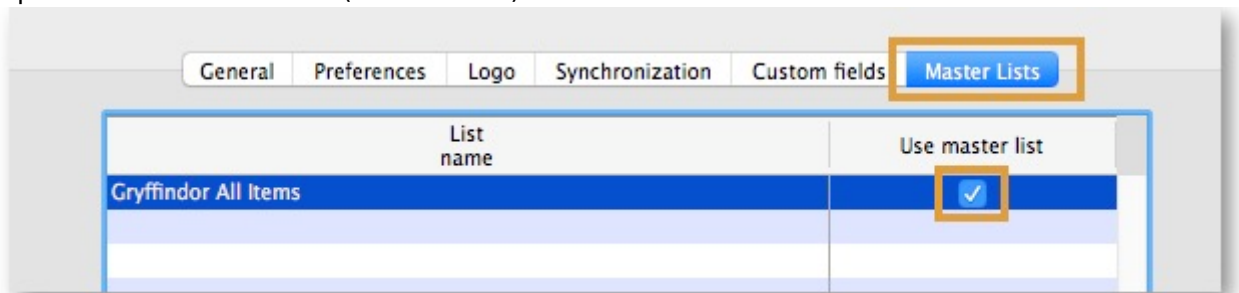 General Preferences Logo Synchronization Custom fields Master Lists
List name Use master list
Gryffindor All Items